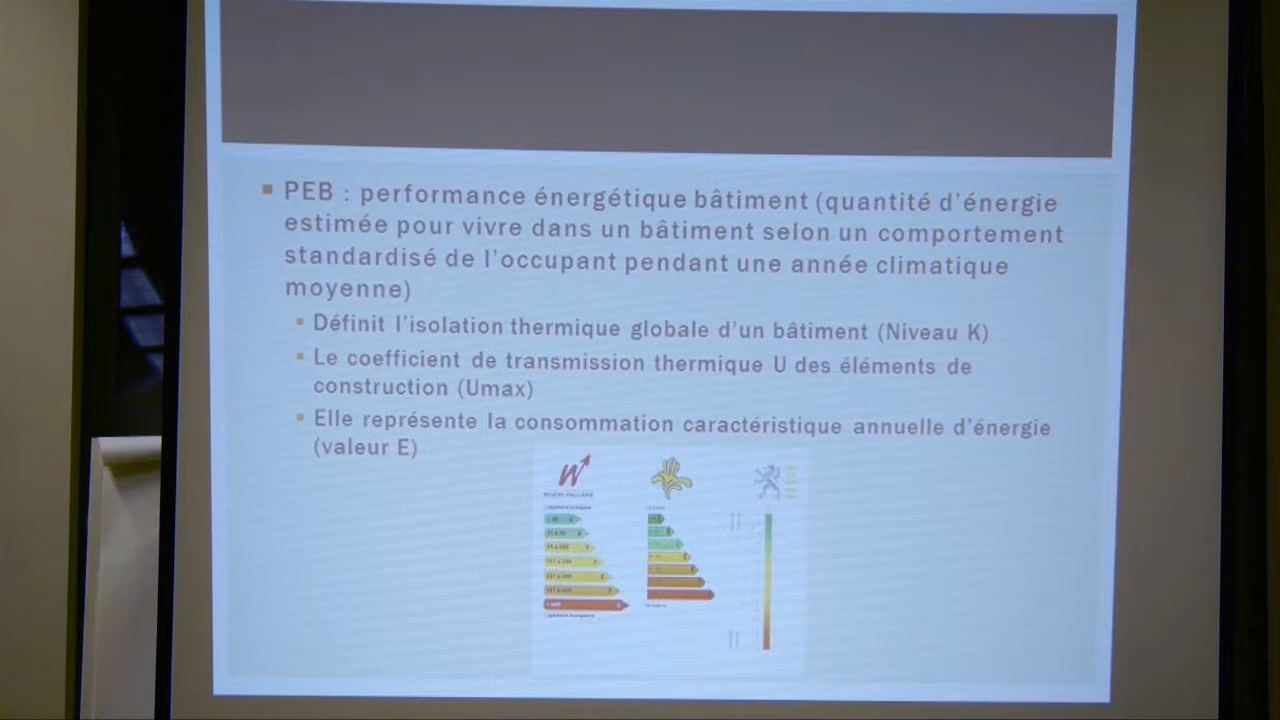 PEB : performance énergétique bâtiment (quantité d'énergie
estimée pour vivre dans un bâtiment selon un comportement
standardisé de l'occupant pendant une année climatique
moyenne)
Définit l'isolation thermique globale d'un bâtiment (Niveau K)
Le coefficient de transmission thermique U des éléments de
construction (Umax)
Elle représente la consommation caractéristique annuelle d'énergie
(valeur E)